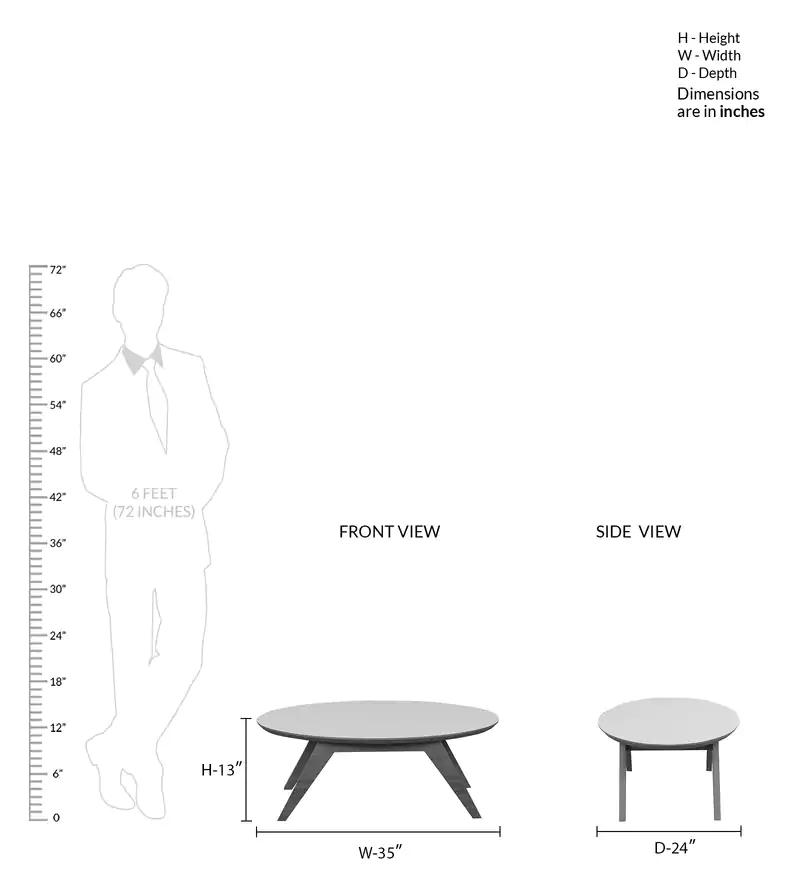 H - Height
W - Width
D - Depth
Dimensions
are in inches
72"
66"
60"
54"
48"
42"
36"
30"
24"
18"
12"
6"
0
6 FEET
(72 INCHES)
FRONT VIEW
SIDE VIEW
H-13"
W-35"
D-24"